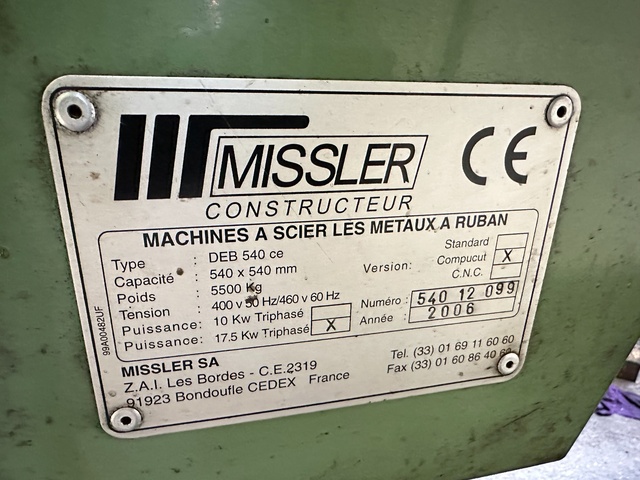 MISSLER
CE
CONSTRUCTEUR
MACHINES A SCIER LES METAUX A RUBAN
Type : DEB 540 ce
Capacité : 540 x 540 mm
Poids : 5500 Kg
Tension : 400 v 50 Hz/460 v 60 Hz
Puissance: 10 Kw Triphasé
Puissance: 17.5 Kw Triphasé X
Version: Standard
Compucut X
C.N.C.
Numéro : 540 12 099
Année : 2006
99A00482UF
MISSLER SA
Z.A.I. Les Bordes - C.E.2319
91923 Bondoufle CEDEX France
Tel. (33) 01 69 11 60 60
Fax (33) 01 60 86 40